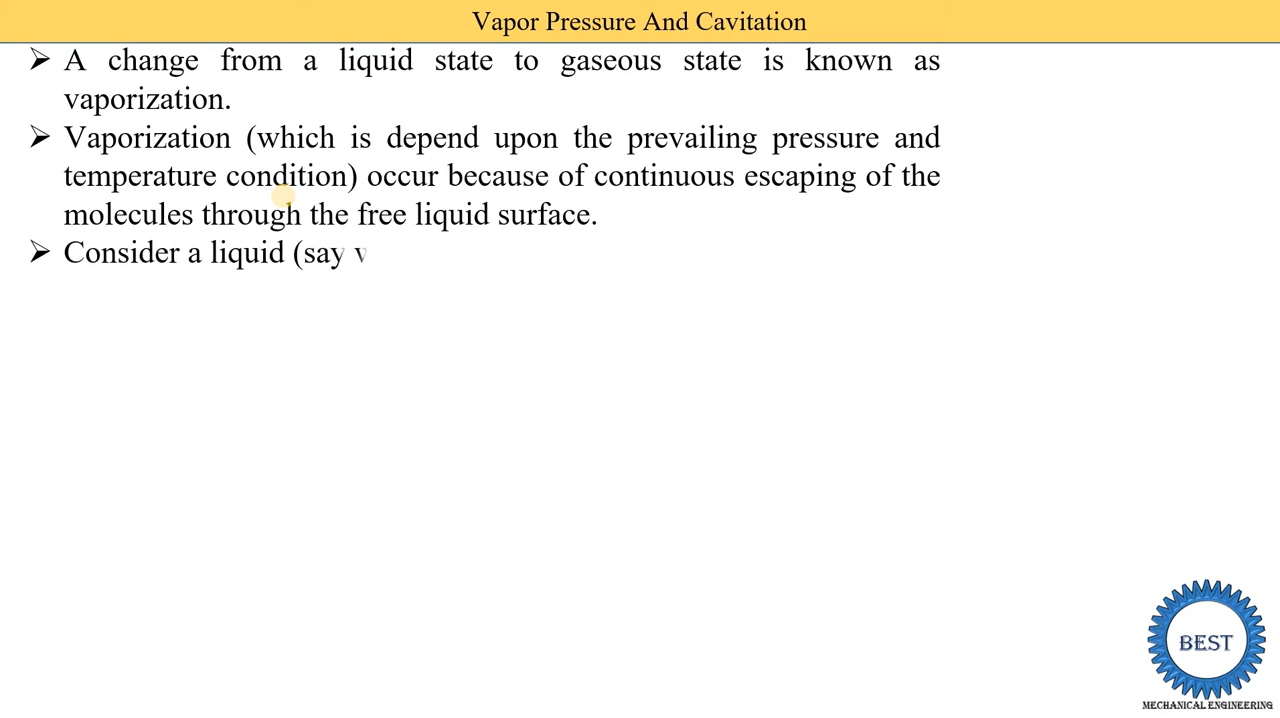 Vapor Pressure And Cavitation
➢ A change from a liquid state to gaseous state is known as
vaporization.
➢ Vaporization (which is depend upon the prevailing pressure and
temperature condition) occur because of continuous escaping of the
molecules through the free liquid surface.
➢ Consider a liquid (say
BEST
MECHANICAL ENGINEERING